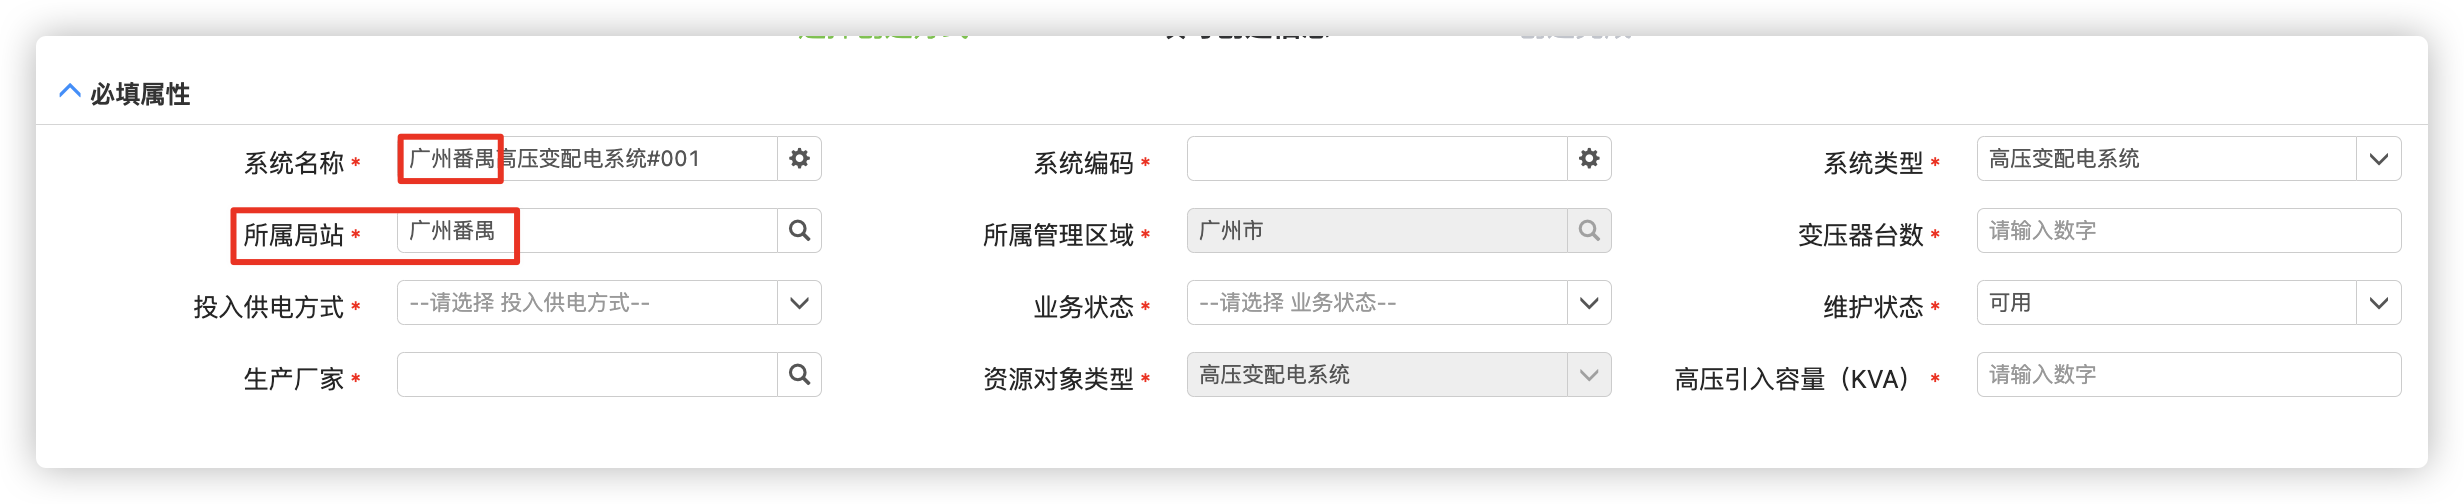 必填属性
系统名称 * 广州番禺高压变配电系统#001 系统编码 * 系统类型 * 高压变配电系统
所属局站 * 广州番禺 所属管理区域 * 广州市 变压器台数 * 请输入数字
投入供电方式 * --请选择 投入供电方式-- 业务状态 * --请选择 业务状态-- 维护状态 * 可用
生产厂家 * 资源对象类型 * 高压变配电系统 高压引入容量（KVA） * 请输入数字